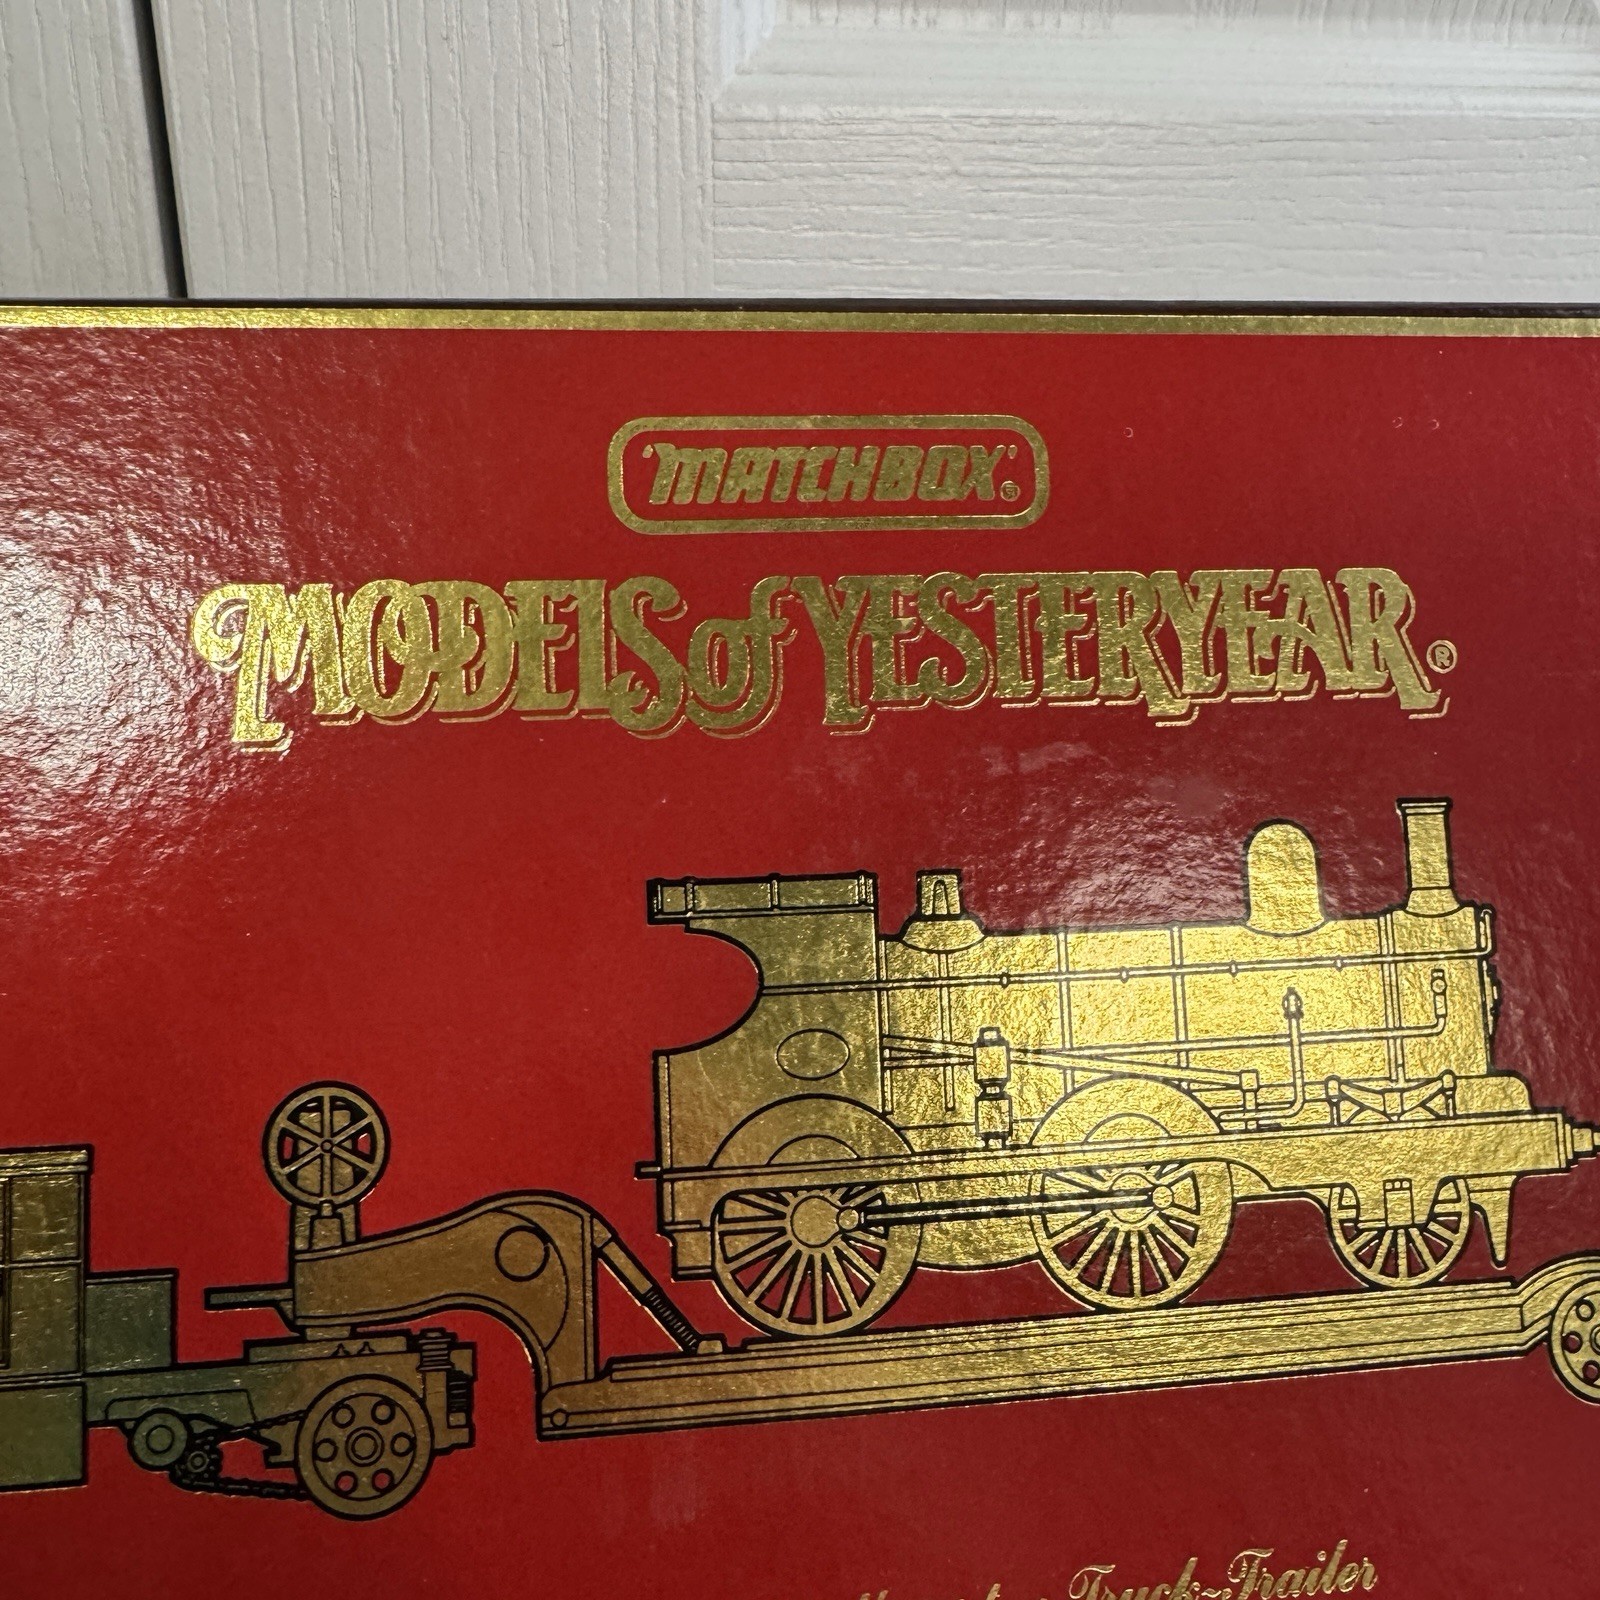 'MATCHBOX'®
MODELS of YESTERYEAR®
Truck~Trailer